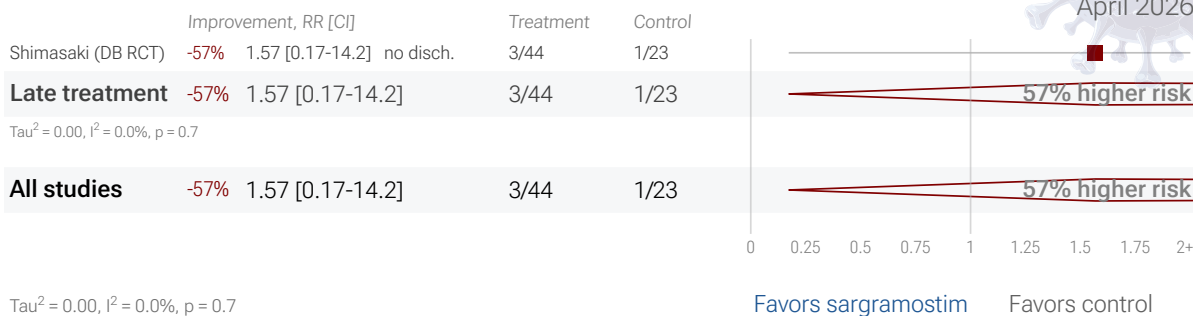 April 2026
Improvement, RR [CI] Treatment Control
Shimasaki (DB RCT) -57% 1.57 [0.17-14.2] no disch. 3/44 1/23
Late treatment -57% 1.57 [0.17-14.2] 3/44 1/23 57% higher risk
Tau² = 0.00, I² = 0.0%, p = 0.7
All studies -57% 1.57 [0.17-14.2] 3/44 1/23 57% higher risk
0 0.25 0.5 0.75 1 1.25 1.5 1.75 2+
Tau² = 0.00, I² = 0.0%, p = 0.7 Favors sargramostim Favors control